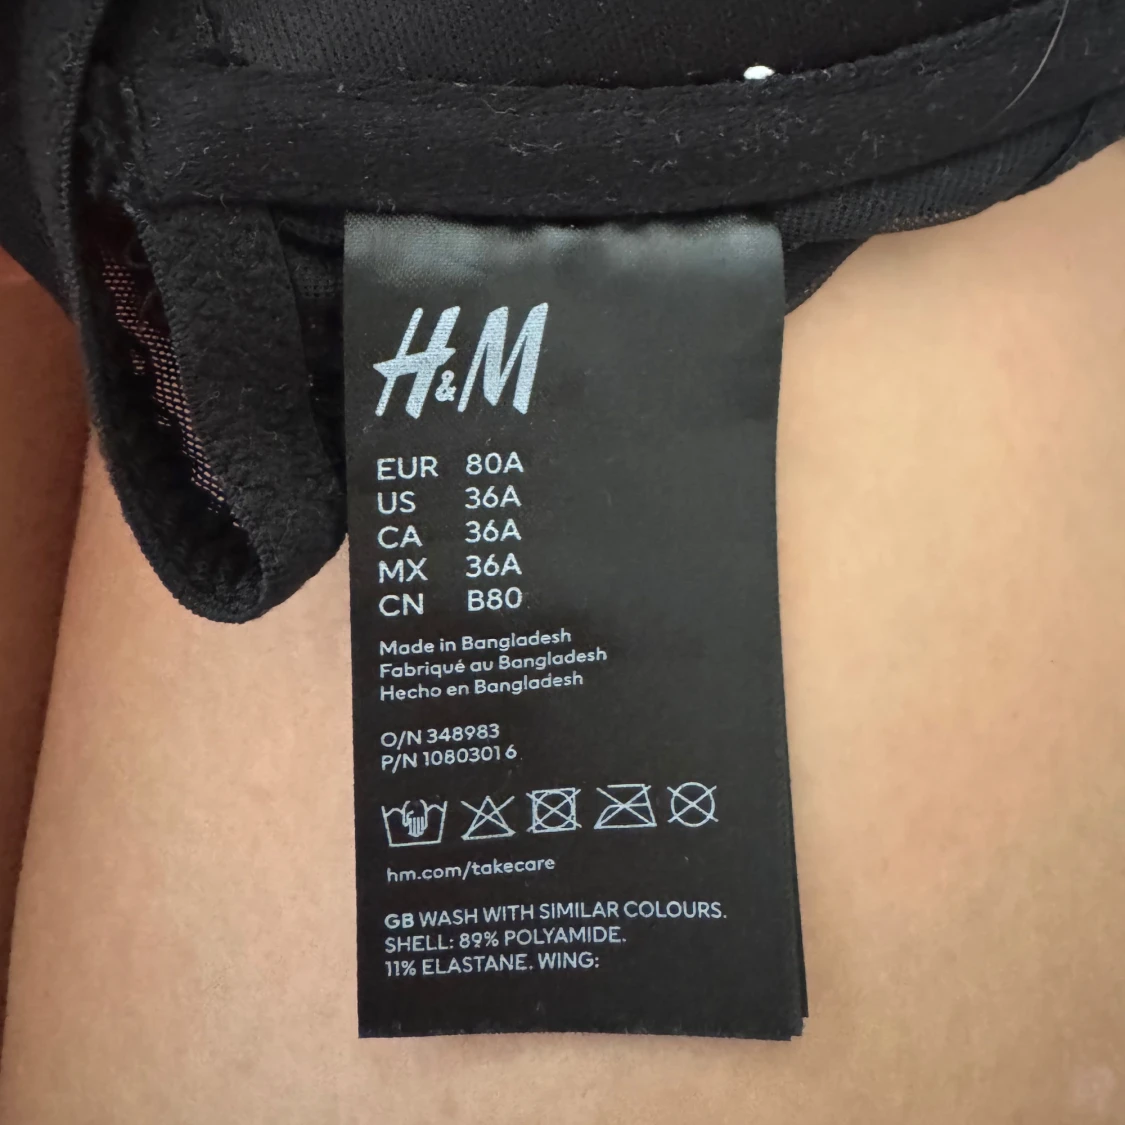 H&M
EUR 80A
US 36A
CA 36A
MX 36A
CN B80
Made in Bangladesh
Fabriqué au Bangladesh
Hecho en Bangladesh
O/N 348983
P/N 10803016
hm.com/takecare
GB WASH WITH SIMILAR COLOURS.
SHELL: 89% POLYAMIDE.
11% ELASTANE. WING: